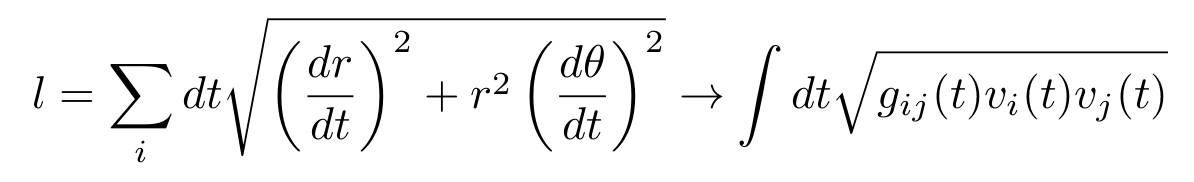 l = \sum_i dt \sqrt{\left(\frac{dr}{dt}\right)^2 + r^2 \left(\frac{d\theta}{dt}\right)^2} \rightarrow \int dt \sqrt{g_{ij}(t)v_i(t)v_j(t)}